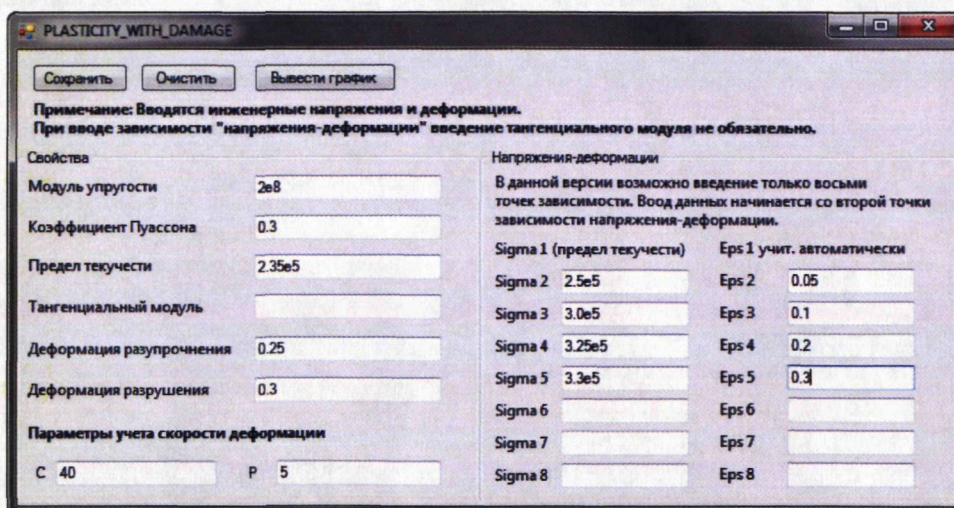 PLASTICITY_WITH_DAMAGE
Сохранить Очистить Вывести график
Примечание: Вводятся инженерные напряжения и деформации.
При вводе зависимости "напряжения-деформации" введение тангенциального модуля не обязательно.
Свойства
Модуль упругости 2e8
Коэффициент Пуассона 0.3
Предел текучести 2.35e5
Тангенциальный модуль
Деформация разупрочнения 0.25
Деформация разрушения 0.3
Параметры учета скорости деформации
C 40 P 5
Напряжения-деформации
В данной версии возможно введение только восьми
точек зависимости. Воод данных начинается со второй точки
зависимости напряжения-деформации.
Sigma 1 (предел текучести) Eps 1 учит. автоматически
Sigma 2 2.5e5 Eps 2 0.05
Sigma 3 3.0e5 Eps 3 0.1
Sigma 4 3.25e5 Eps 4 0.2
Sigma 5 3.3e5 Eps 5 0.3
Sigma 6 Eps 6
Sigma 7 Eps 7
Sigma 8 Eps 8